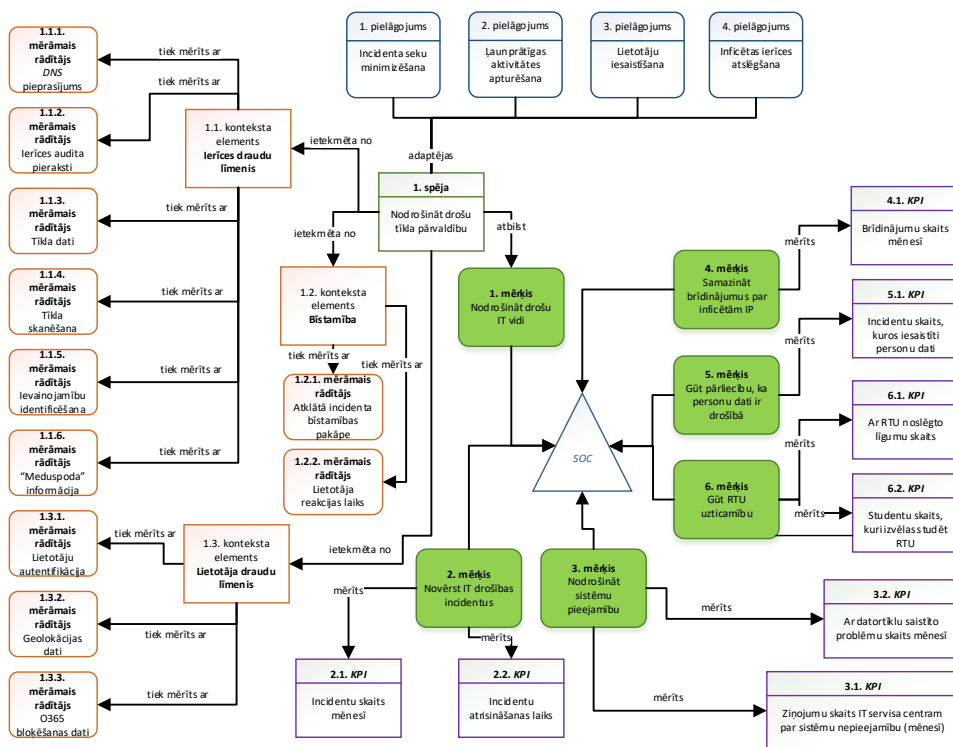 1. pielāgojums
Incidenta seku
minimizēšana
2. pielāgojums
Ļaunprātīgas
aktivitātes
apturēšana
3. pielāgojums
Lietotāju
iesaistīšana
4. pielāgojums
Inficētas ierīces
atslēgšana
1.1.1.
mērāmais
rādītājs
DNS
pieprasījums
tiek mērīts ar
1.1.2.
mērāmais
rādītājs
Ierīces audita
pieraksti
tiek mērīts ar
1.1. konteksta
elements
Ierīces draudu
līmenis
ietekmēta no
adaptējas
1. spēja
Nodrošināt drošu
tīkla pārvaldību
1.1.3.
mērāmais
rādītājs
Tīkla dati
tiek mērīts ar
ietekmēta no
atbilst
4.1. KPI
Brīdinājumu skaits
mēnesī
mērīts
1.1.4.
mērāmais
rādītājs
Tīkla
skanēšana
tiek mērīts ar
1.2. konteksta
elements
Bīstamība
1. mērķis
Nodrošināt drošu
IT vidi
4. mērķis
Samazināt
brīdinājumus par
inficētām IP
5.1. KPI
Incidentu skaits,
kuros iesaistīti
personu dati
mērīts
1.1.5.
mērāmais
rādītājs
Ievainojamību
identificēšana
tiek mērīts ar
tiek mērīts ar
tiek mērīts ar
1.2.1. mērāmais
rādītājs
Atklātā incidenta
bīstamības
pakāpe
5. mērķis
Gūt pārliecību, ka
personu dati ir
drošībā
6.1. KPI
Ar RTU noslēgto
līgumu skaits
mērīts
1.1.6.
mērāmais
rādītājs
“Meduspoda”
informācija
tiek mērīts ar
1.2.2. mērāmais
rādītājs
Lietotāja
reakcijas laiks
SOC
6. mērķis
Gūt RTU
uzticamību
mērīts
6.2. KPI
Studentu skaits,
kuri izvēlas studēt
RTU
1.3.1.
mērāmais
rādītājs
Lietotāju
autentifikācija
tiek mērīts ar
1.3. konteksta
elements
Lietotāja draudu
līmenis
ietekmēta no
2. mērķis
Novērst IT drošības
incidentus
3. mērķis
Nodrošināt
sistēmu
pieejamību
1.3.2.
mērāmais
rādītājs
Geolokācijas
dati
tiek mērīts ar
mērīts
mērīts
mērīts
3.2. KPI
Ar datortīklu saistīto
problēmu skaits mēnesī
1.3.3.
mērāmais
rādītājs
O365
bloķēšanas dati
tiek mērīts ar
2.1. KPI
Incidentu skaits
mēnesī
2.2. KPI
Incidentu
atrisināšanas laiks
mērīts
3.1. KPI
Ziņojumu skaits IT servisa centram
par sistēmu nepieejamību (mēnesī)